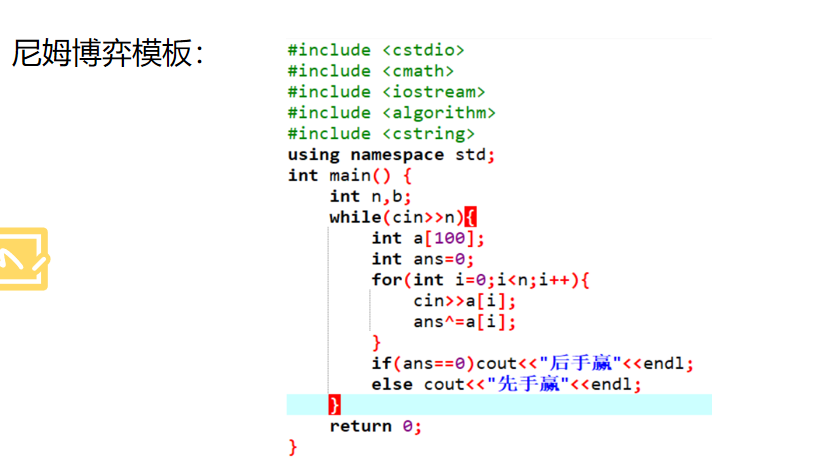 尼姆博弈模板：
#include <cstdio>
#include <cmath>
#include <iostream>
#include <algorithm>
#include <cstring>
using namespace std;
int main() {
    int n,b;
    while(cin>>n){
        int a[100];
        int ans=0;
        for(int i=0;i<n;i++){
            cin>>a[i];
            ans^=a[i];
        }
        if(ans==0)cout<<"后手赢"<<endl;
        else cout<<"先手赢"<<endl;
    }
    return 0;
}